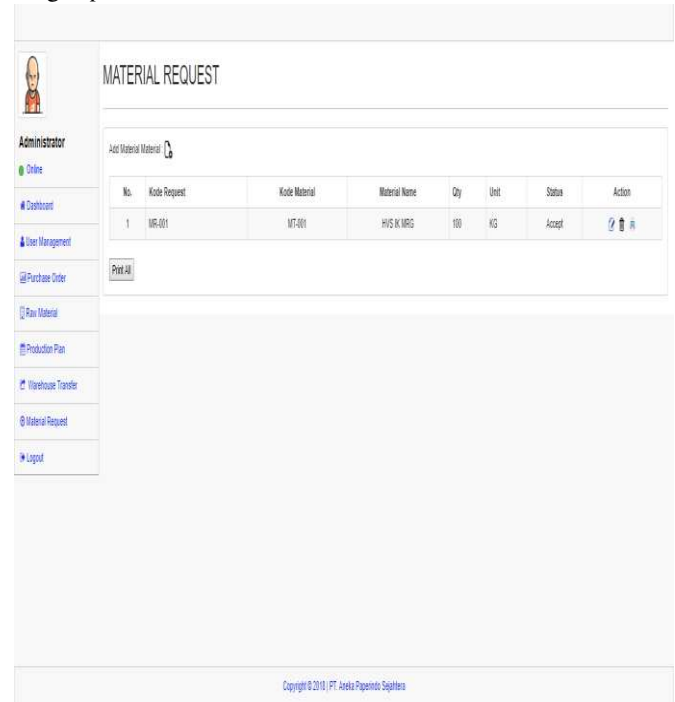 MATERIAL REQUEST
Administrator
Online
Dashboard
User Management
Purchase Order
Raw Material
Production Plan
Warehouse Transfer
Material Request
Logout
Add Material Material
No. Kode Request Kode Material Material Name Qty Unit Status Action
1 MR-001 MT-001 HVS IK MRG 100 KG Accept
Print All
Copyright © 2018 | PT. Aneka Paperindo Sejahtera